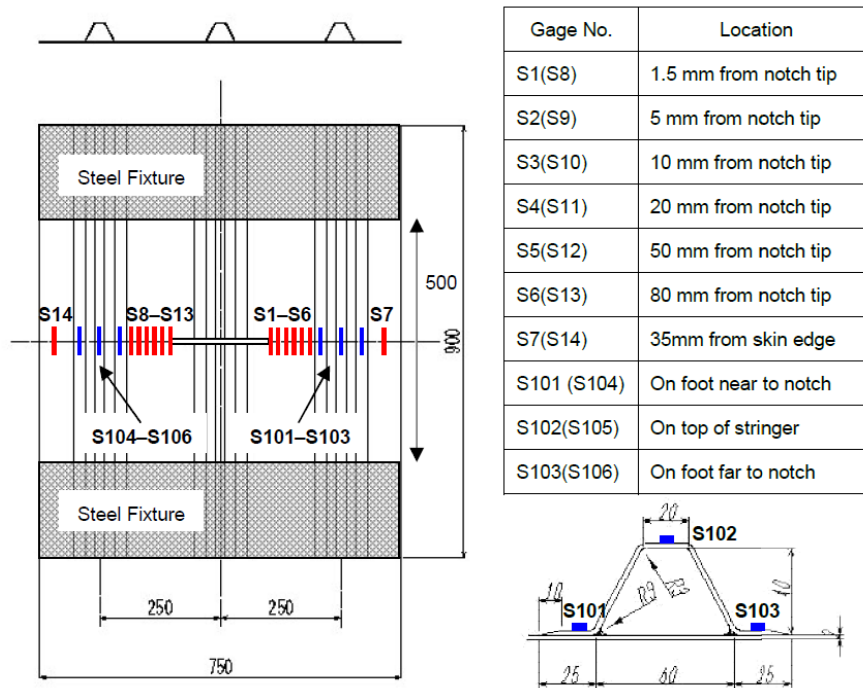 Steel Fixture
S14
S8–S13
S1–S6
S7
500
900
S104–S106
S101–S103
Steel Fixture
250
250
750
Gage No. Location
S1(S8) 1.5 mm from notch tip
S2(S9) 5 mm from notch tip
S3(S10) 10 mm from notch tip
S4(S11) 20 mm from notch tip
S5(S12) 50 mm from notch tip
S6(S13) 80 mm from notch tip
S7(S14) 35mm from skin edge
S101 (S104) On foot near to notch
S102(S105) On top of stringer
S103(S106) On foot far to notch
20
S102
10
S101
S103
25
60
25